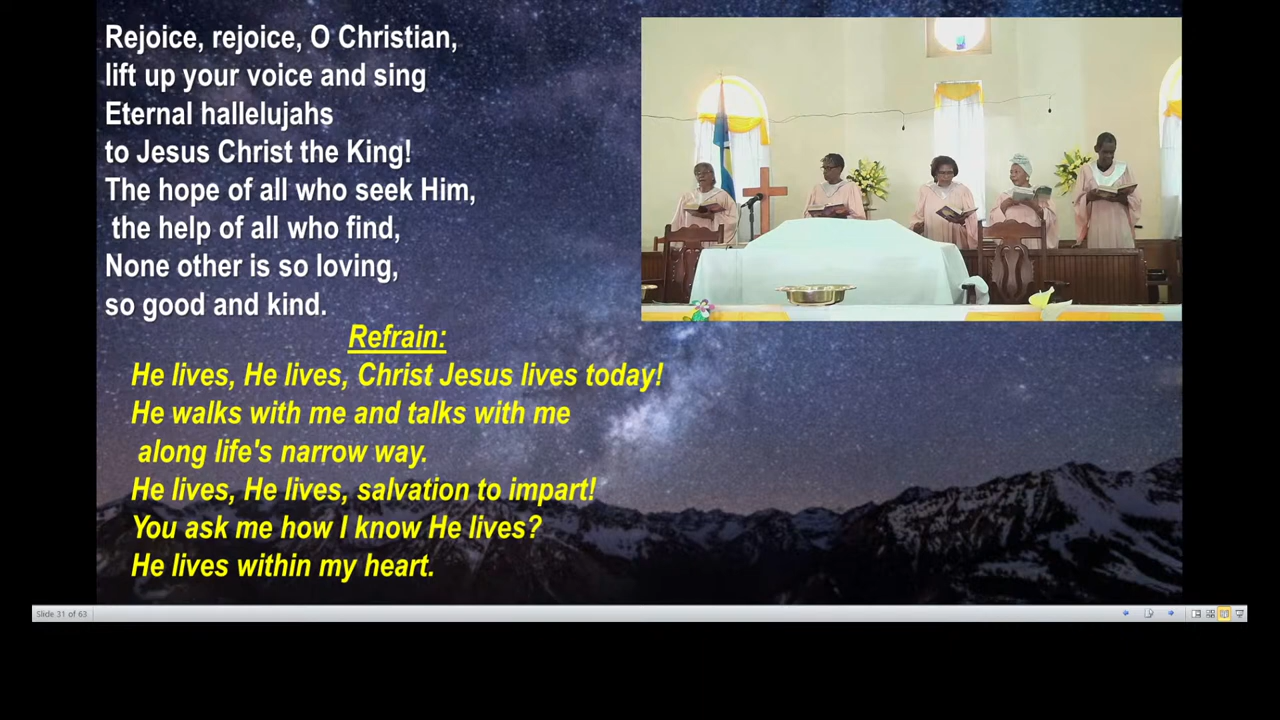 Rejoice, rejoice, O Christian,
lift up your voice and sing
Eternal hallelujahs
to Jesus Christ the King!
The hope of all who seek Him,
the help of all who find,
None other is so loving,
so good and kind.
Refrain:
He lives, He lives, Christ Jesus lives today!
He walks with me and talks with me
along life's narrow way.
He lives, He lives, salvation to impart!
You ask me how I know He lives?
He lives within my heart.
Slide 31 of 63